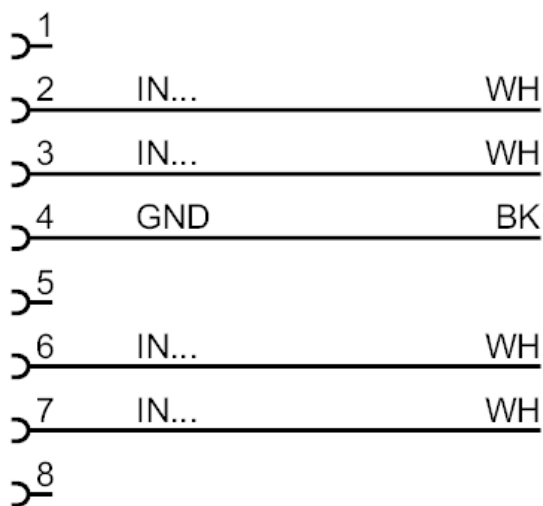 1
2 IN... WH
3 IN... WH
4 GND BK
5
6 IN... WH
7 IN... WH
8